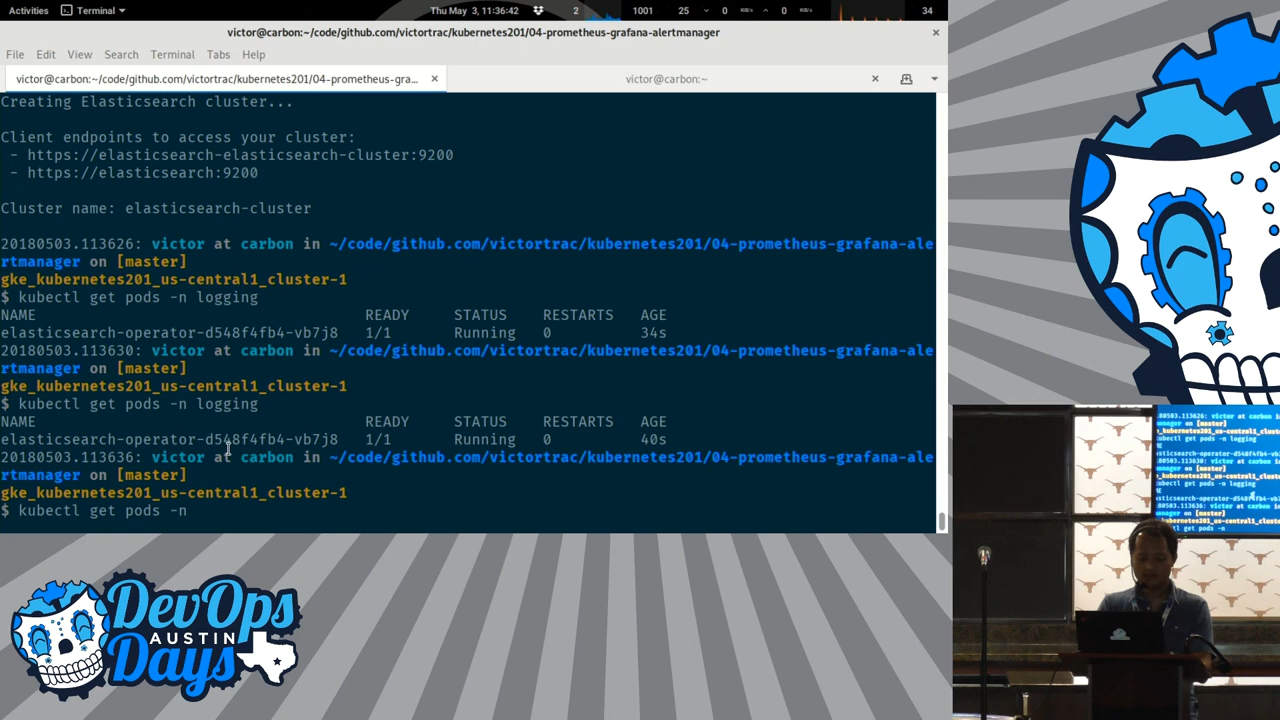 Activities Terminal Thu May 3, 11:36:42 2 1001 25 0 KiB/s 0 KiB/s 34
victor@carbon:~/code/github.com/victortrac/kubernetes201/04-prometheus-grafana-alertmanager
File Edit View Search Terminal Tabs Help
victor@carbon:~/code/github.com/victortrac/kubernetes201/04-prometheus-gra... victor@carbon:~
Creating Elasticsearch cluster...
Client endpoints to access your cluster:
- https://elasticsearch-elasticsearch-cluster:9200
- https://elasticsearch:9200
Cluster name: elasticsearch-cluster
20180503.113626: victor at carbon in ~/code/github.com/victortrac/kubernetes201/04-prometheus-grafana-ale
rtmanager on [master]
gke_kubernetes201_us-central1_cluster-1
$ kubectl get pods -n logging
NAME READY STATUS RESTARTS AGE
elasticsearch-operator-d548f4fb4-vb7j8 1/1 Running 0 34s
20180503.113630: victor at carbon in ~/code/github.com/victortrac/kubernetes201/04-prometheus-grafana-ale
rtmanager on [master]
gke_kubernetes201_us-central1_cluster-1
$ kubectl get pods -n logging
NAME READY STATUS RESTARTS AGE
elasticsearch-operator-d548f4fb4-vb7j8 1/1 Running 0 40s
20180503.113636: victor at carbon in ~/code/github.com/victortrac/kubernetes201/04-prometheus-grafana-ale
rtmanager on [master]
gke_kubernetes201_us-central1_cluster-1
$ kubectl get pods -n
DevOps
AUSTIN
Days